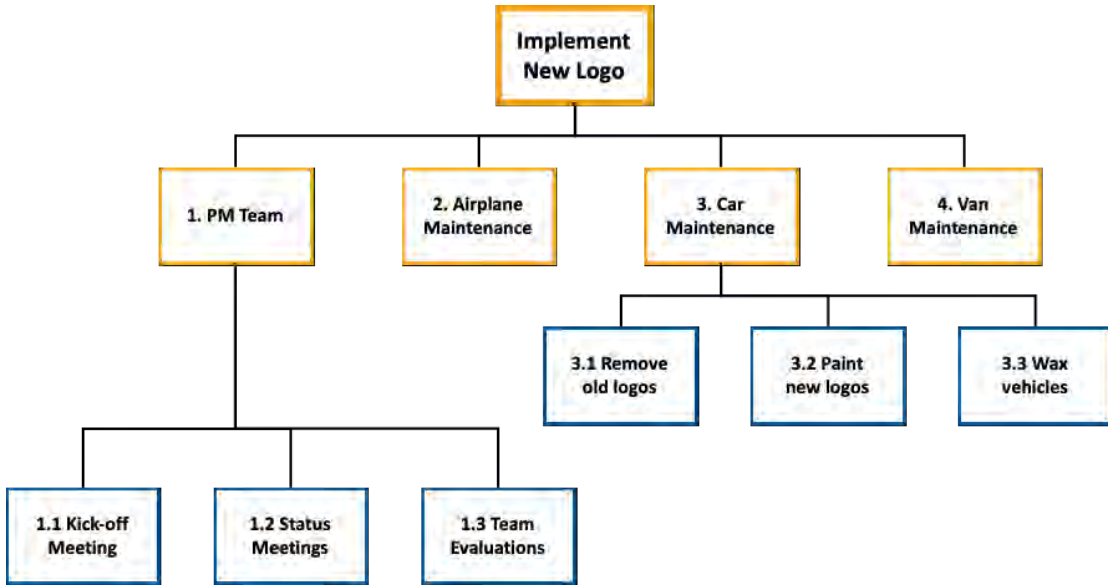 Implement
New Logo
1. PM Team
2. Airplane
Maintenance
3. Car
Maintenance
4. Van
Maintenance
3.1 Remove
old logos
3.2 Paint
new logos
3.3 Wax
vehicles
1.1 Kick-off
Meeting
1.2 Status
Meetings
1.3 Team
Evaluations